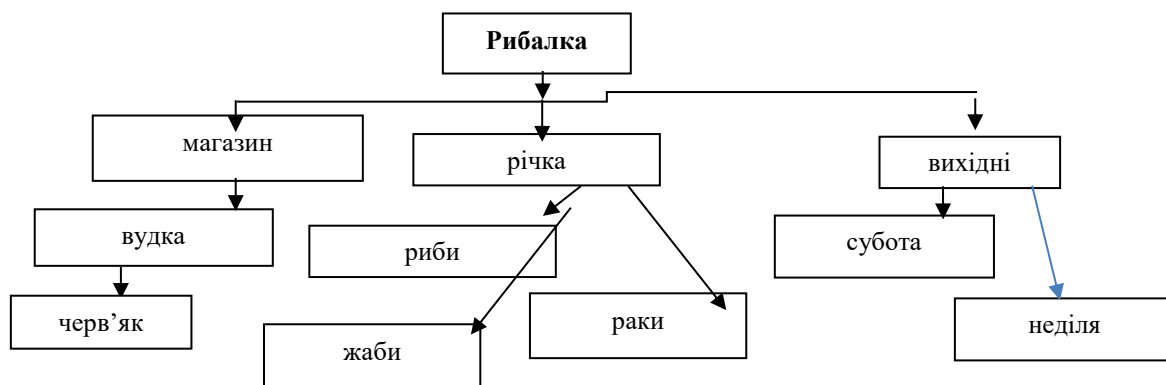 Рибалка
магазин
річка
вихідні
вудка
риби
субота
черв’як
жаби
раки
неділя